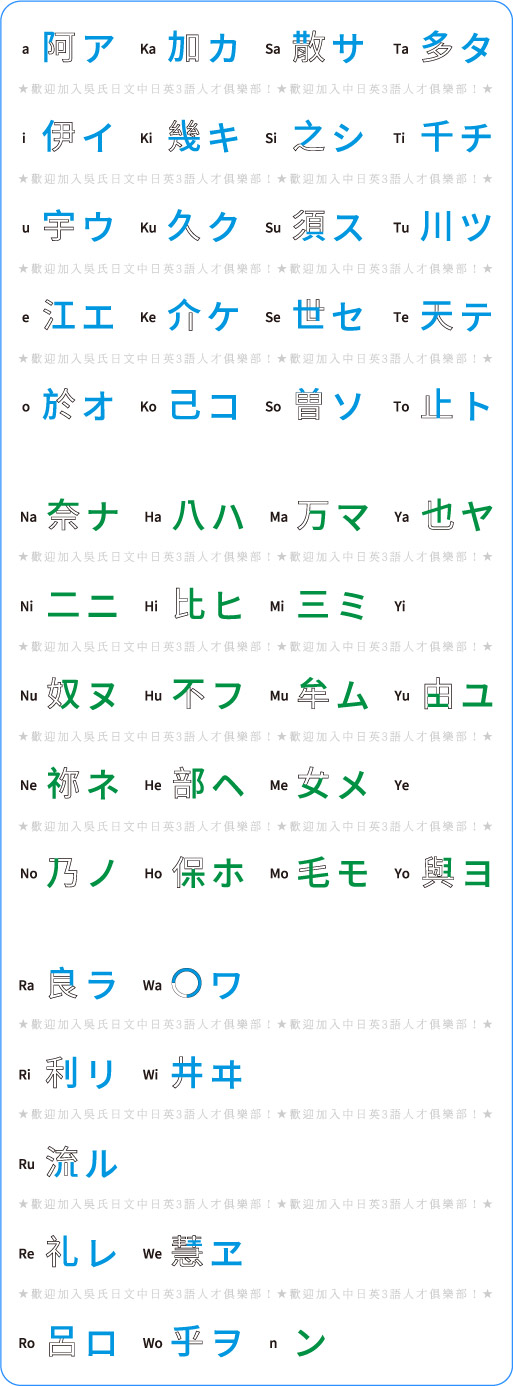 a 阿 ア Ka 加 カ Sa 散 サ Ta 多 タ
★歡迎加入吳氏日文中日英3語人才俱樂部！★歡迎加入中日英3語人才俱樂部！★
i 伊 イ Ki 幾 キ Si 之 シ Ti 千 チ
★歡迎加入吳氏日文中日英3語人才俱樂部！★歡迎加入中日英3語人才俱樂部！★
u 宇 ウ Ku 久 ク Su 須 ス Tu 川 ツ
★歡迎加入吳氏日文中日英3語人才俱樂部！★歡迎加入中日英3語人才俱樂部！★
e 江 エ Ke 介 ケ Se 世 セ Te 天 テ
★歡迎加入吳氏日文中日英3語人才俱樂部！★歡迎加入中日英3語人才俱樂部！★
o 於 オ Ko 己 コ So 曽 ソ To 止 ト
Na 奈 ナ Ha 八 ハ Ma 万 マ Ya 也 ヤ
★歡迎加入吳氏日文中日英3語人才俱樂部！★歡迎加入中日英3語人才俱樂部！★
Ni 二 ニ Hi 比 ヒ Mi 三 ミ Yi
★歡迎加入吳氏日文中日英3語人才俱樂部！★歡迎加入中日英3語人才俱樂部！★
Nu 奴 ヌ Hu 不 フ Mu 牟 ム Yu 由 ユ
★歡迎加入吳氏日文中日英3語人才俱樂部！★歡迎加入中日英3語人才俱樂部！★
Ne 祢 ネ He 部 ヘ Me 女 メ Ye
★歡迎加入吳氏日文中日英3語人才俱樂部！★歡迎加入中日英3語人才俱樂部！★
No 乃 ノ Ho 保 ホ Mo 毛 モ Yo 與 ヨ
Ra 良 ラ Wa 〇 ワ
★歡迎加入吳氏日文中日英3語人才俱樂部！★歡迎加入中日英3語人才俱樂部！★
Ri 利 リ Wi 井 ヰ
★歡迎加入吳氏日文中日英3語人才俱樂部！★歡迎加入中日英3語人才俱樂部！★
Ru 流 ル
★歡迎加入吳氏日文中日英3語人才俱樂部！★歡迎加入中日英3語人才俱樂部！★
Re 礼 レ We 慧 ヱ
★歡迎加入吳氏日文中日英3語人才俱樂部！★歡迎加入中日英3語人才俱樂部！★
Ro 呂 ロ Wo 乎 ヲ n ン